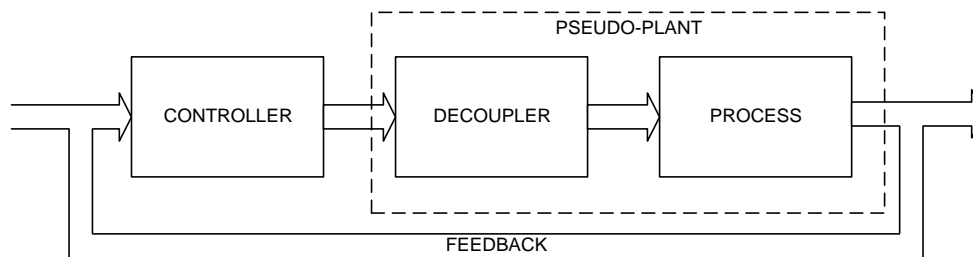 PSEUDO-PLANT
CONTROLLER
DECOUPLER
PROCESS
FEEDBACK